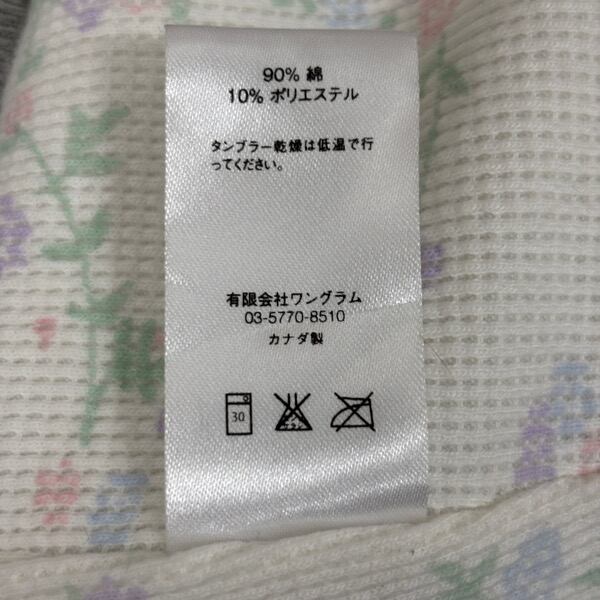 90% 綿
10% ポリエステル
タンブラー乾燥は低温で行
ってください。
有限会社ワングラム
03-5770-8510
カナダ製
30